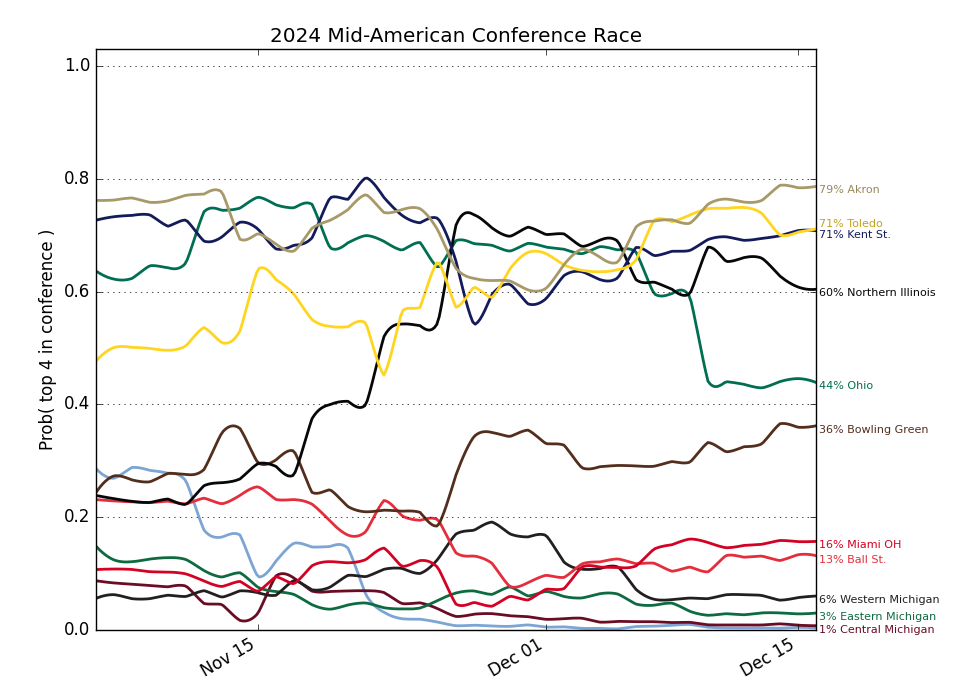 2024 Mid-American Conference Race
Prob( top 4 in conference )
1.0
0.8
0.6
0.4
0.2
0.0
Nov 15
Dec 01
Dec 15
79% Akron
71% Toledo
71% Kent St.
60% Northern Illinois
44% Ohio
36% Bowling Green
16% Miami OH
13% Ball St.
6% Western Michigan
3% Eastern Michigan
1% Central Michigan